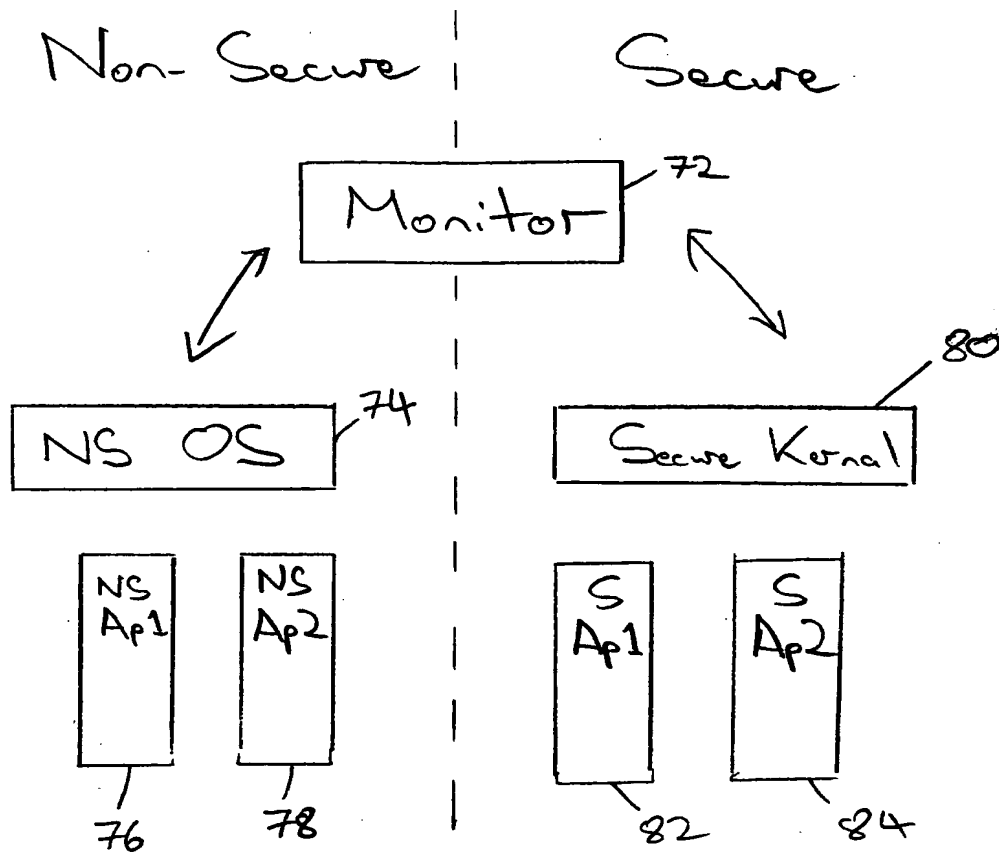 Non-Secure
Secure
Monitor
72
NS OS
74
Secure Kernal
80
NS
Ap1
NS
Ap2
S
Ap1
S
Ap2
76
78
82
84